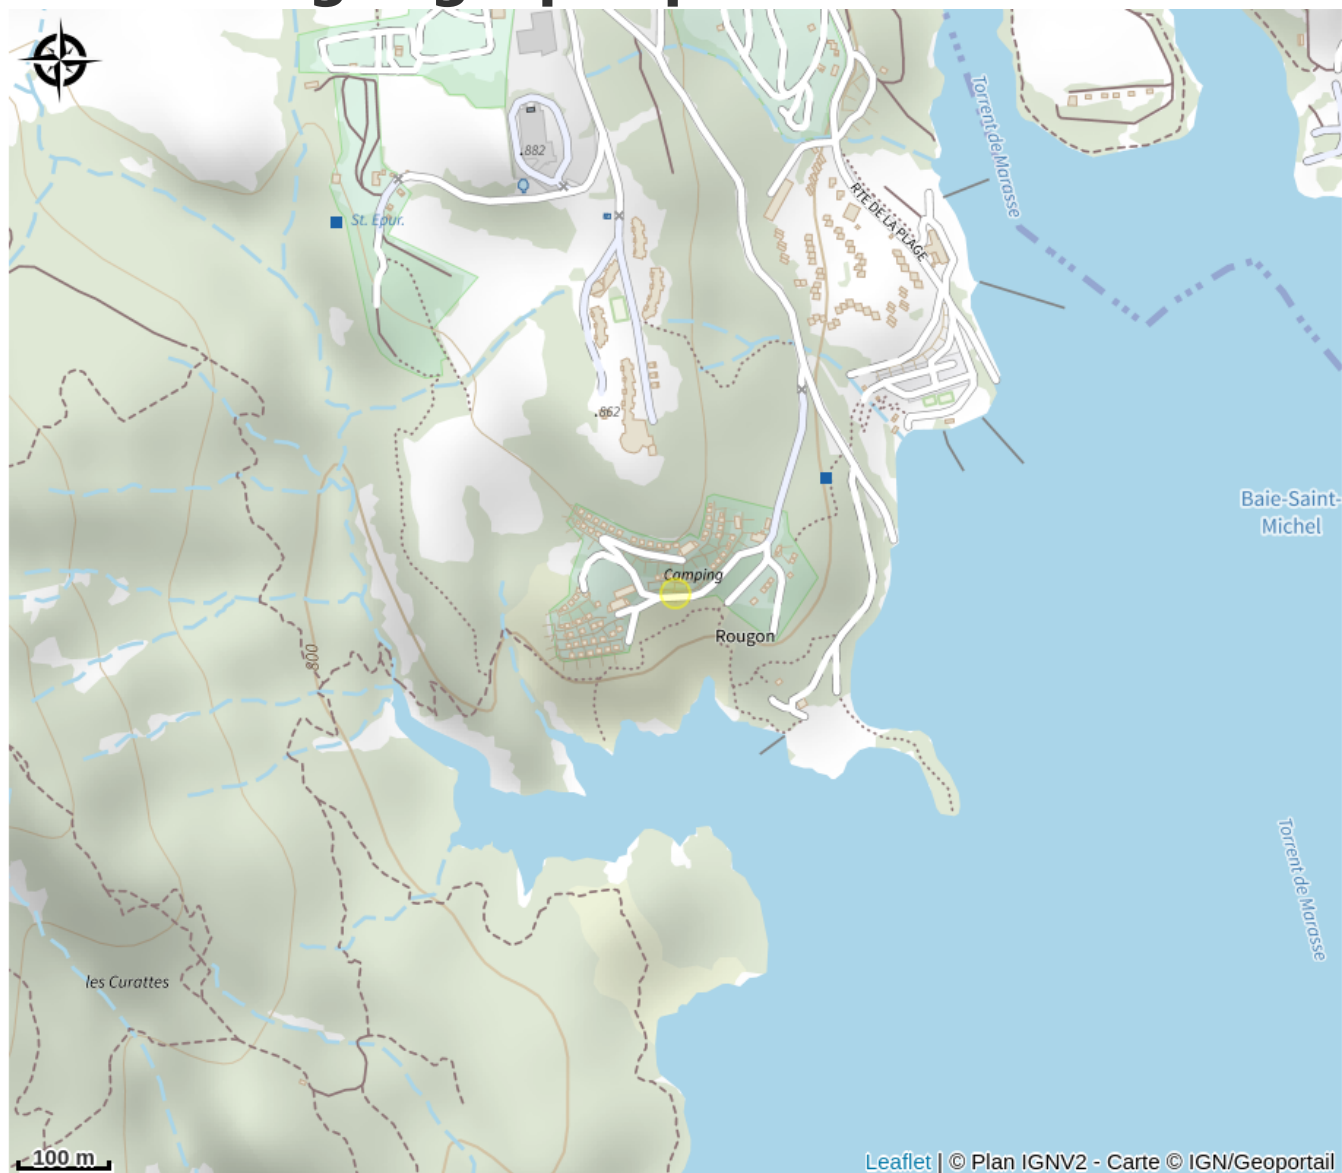 Torrent de Marasse
.882
St. Epur.
RTE DE LA PLAGE
.862
Baie-Saint-
Michel
Camping
Rougon
800
Torrent de Marasse
les Curattes
100 m
Leaflet | © Plan IGNV2 - Carte © IGN/Geoportail